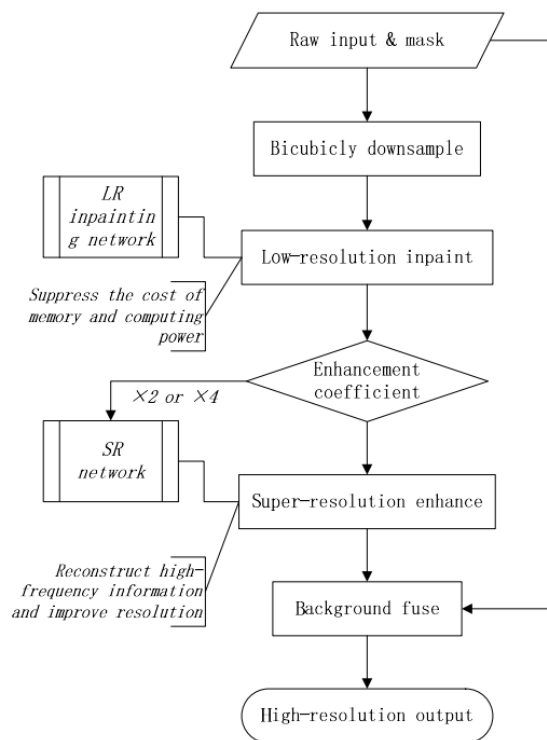 Raw input & mask
Bicubicly downsample
LR
inpaintin
g network
Low-resolution inpaint
Suppress the cost of
memory and computing
power
Enhancement
coefficient
×2 or ×4
SR
network
Super-resolution enhance
Reconstruct high-
frequency information
and improve resolution
Background fuse
High-resolution output